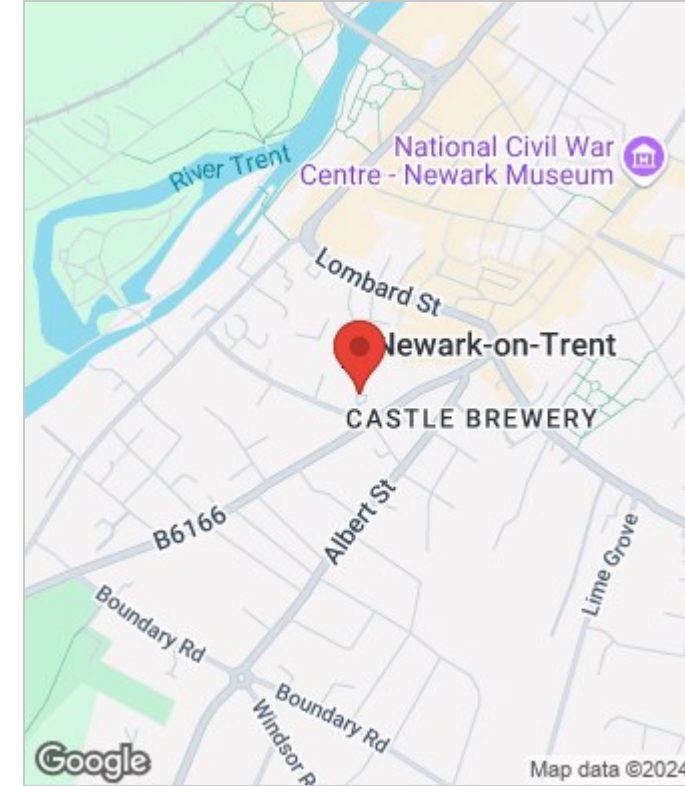 National Civil War
Centre - Newark Museum
River Trent
Lombard St
Newark-on-Trent
CASTLE BREWERY
B6166
Albert St
Lime Grove
Boundary Rd
Boundary Rd
Windsor R
Google
Map data ©2024